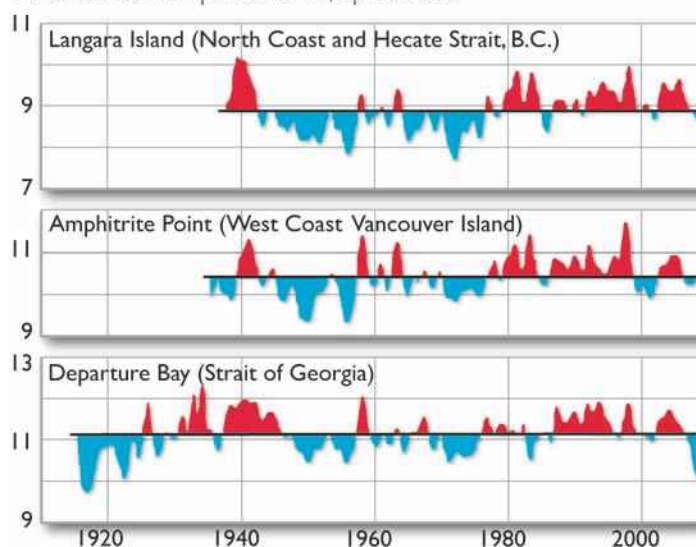 11
Langara Island (North Coast and Hecate Strait, B.C.)
9
7
Amphitrite Point (West Coast Vancouver Island)
11
9
13
Departure Bay (Strait of Georgia)
11
9
1920 1940 1960 1980 2000